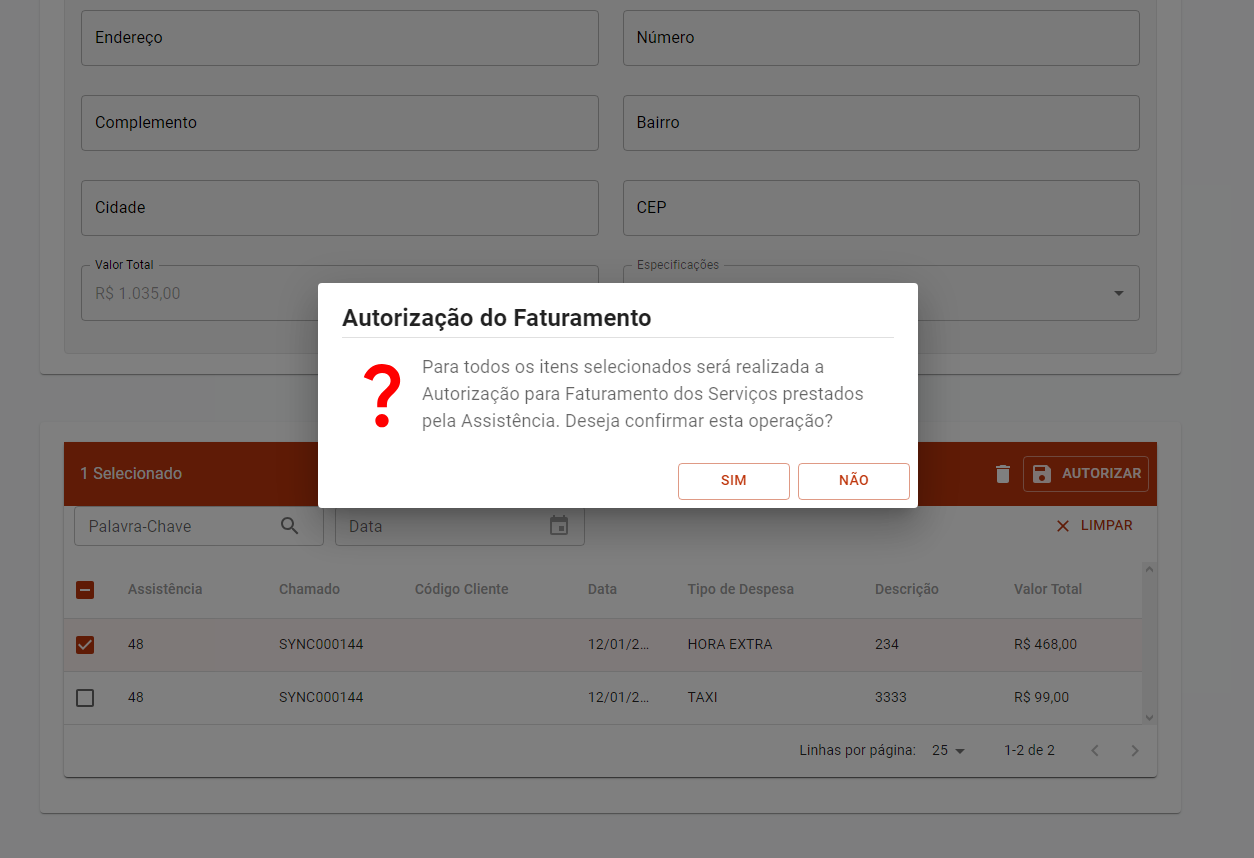 Endereço
Número
Complemento
Bairro
Cidade
CEP
Valor Total
R$ 1.035,00
Especificações
Autorização do Faturamento
?
Para todos os itens selecionados será realizada a
Autorização para Faturamento dos Serviços prestados
pela Assistência. Deseja confirmar esta operação?
SIM
NÃO
1 Selecionado
AUTORIZAR
Palavra-Chave
Data
LIMPAR
Assistência Chamado Código Cliente Data Tipo de Despesa Descrição Valor Total
48 SYNC000144 12/01/2... HORA EXTRA 234 R$ 468,00
48 SYNC000144 12/01/2... TAXI 3333 R$ 99,00
Linhas por página: 25 1-2 de 2